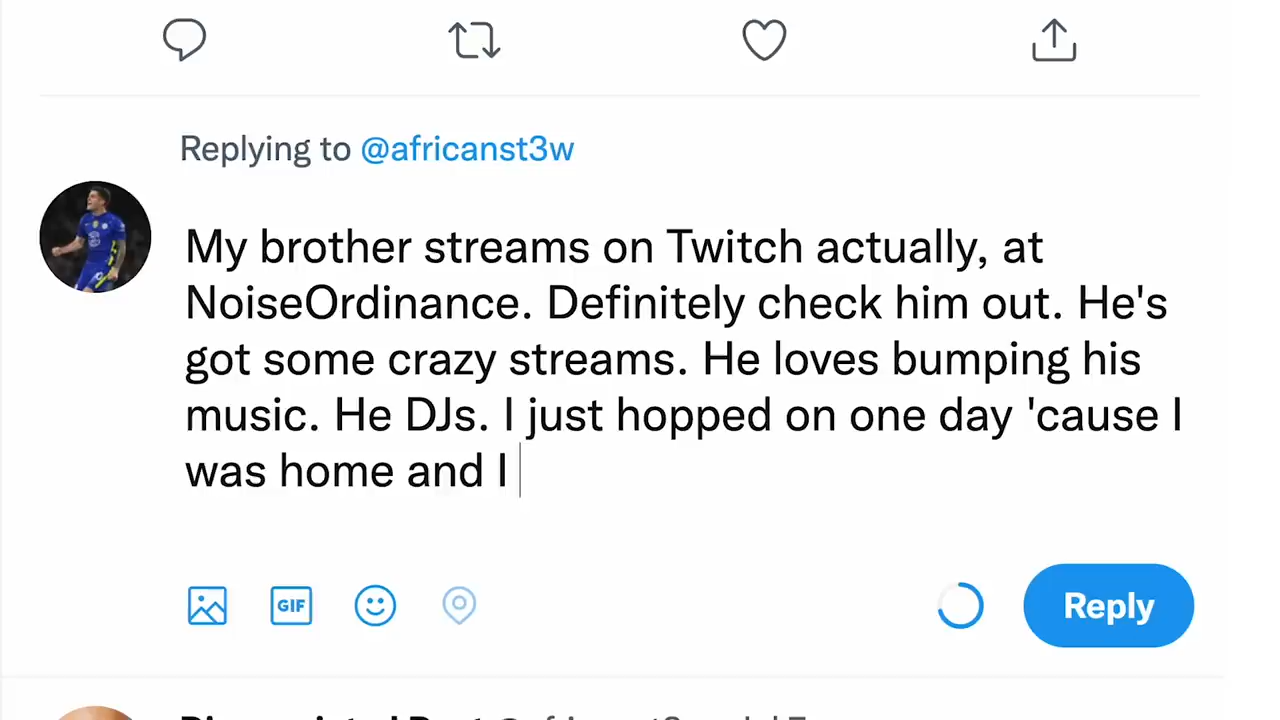 Replying to @africanst3w
My brother streams on Twitch actually, at
NoiseOrdinance. Definitely check him out. He's
got some crazy streams. He loves bumping his
music. He DJs. I just hopped on one day 'cause I
was home and I
GIF
Reply